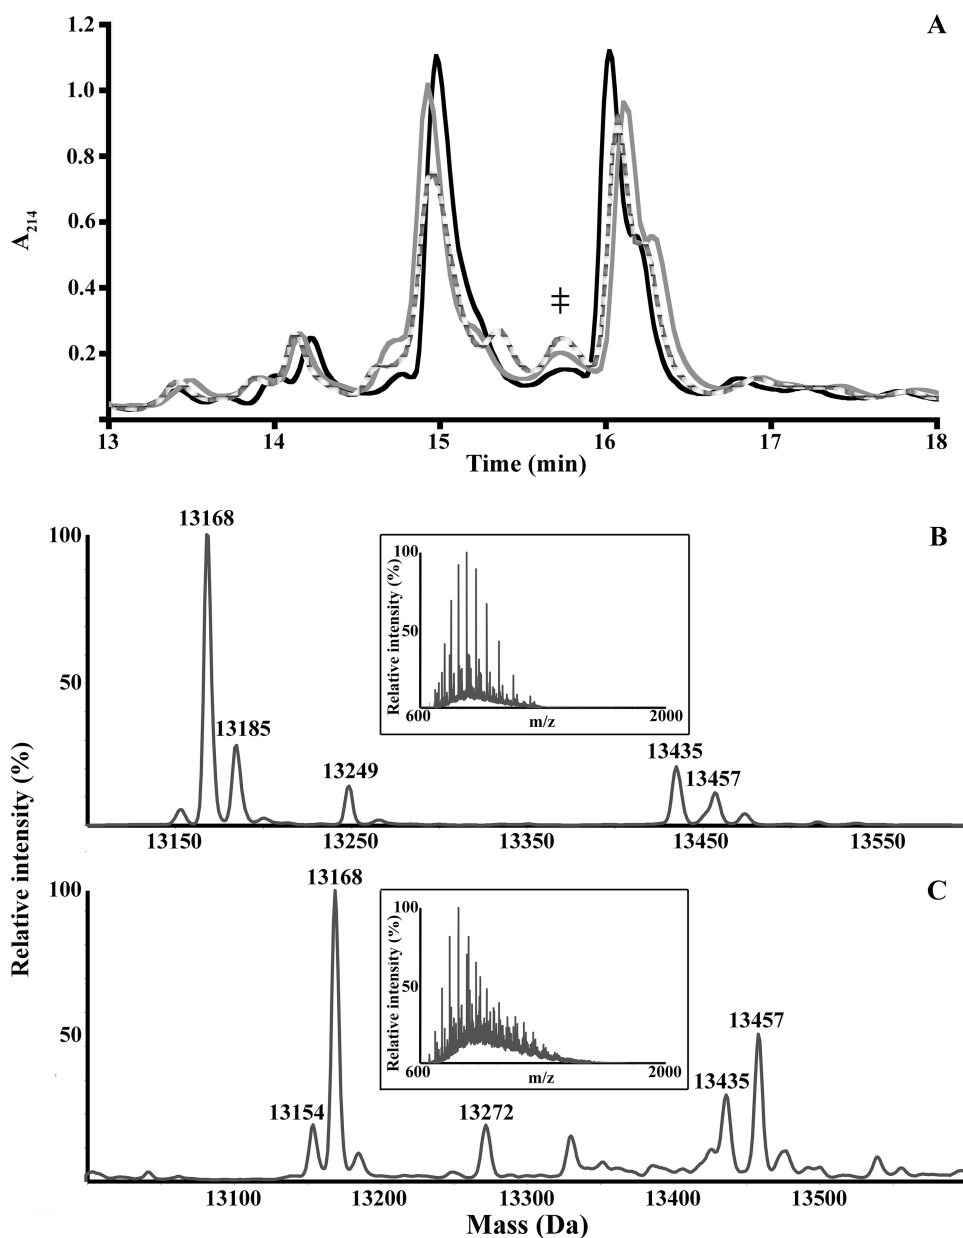 A
1.2
1.0
0.8
0.6
0.4
0.2
A214
‡
13 14 15 16 17 18
Time (min)
B
13168
100
50
13185
13249
13435
13457
Relative intensity (%)
100
50
600 2000
m/z
13150 13250 13350 13450 13550
Relative intensity (%)
C
13168
100
50
13154
13272
13435
13457
Relative intensity (%)
100
50
600 2000
m/z
13100 13200 13300 13400 13500
Mass (Da)